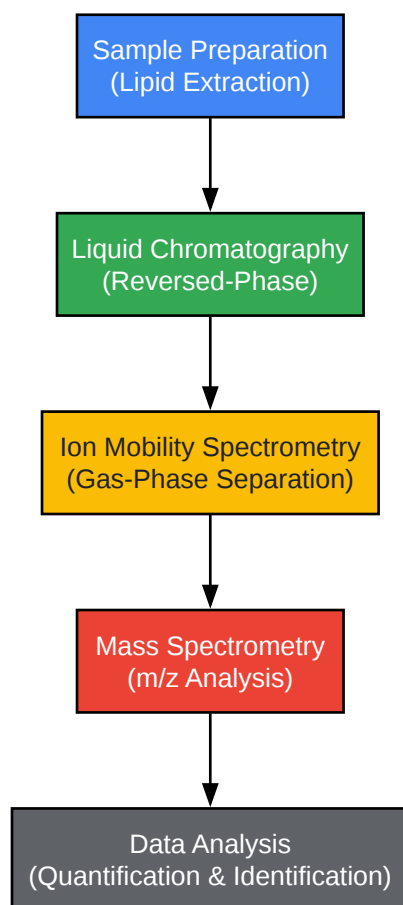 Sample Preparation
(Lipid Extraction)
Liquid Chromatography
(Reversed-Phase)
Ion Mobility Spectrometry
(Gas-Phase Separation)
Mass Spectrometry
(m/z Analysis)
Data Analysis
(Quantification & Identification)